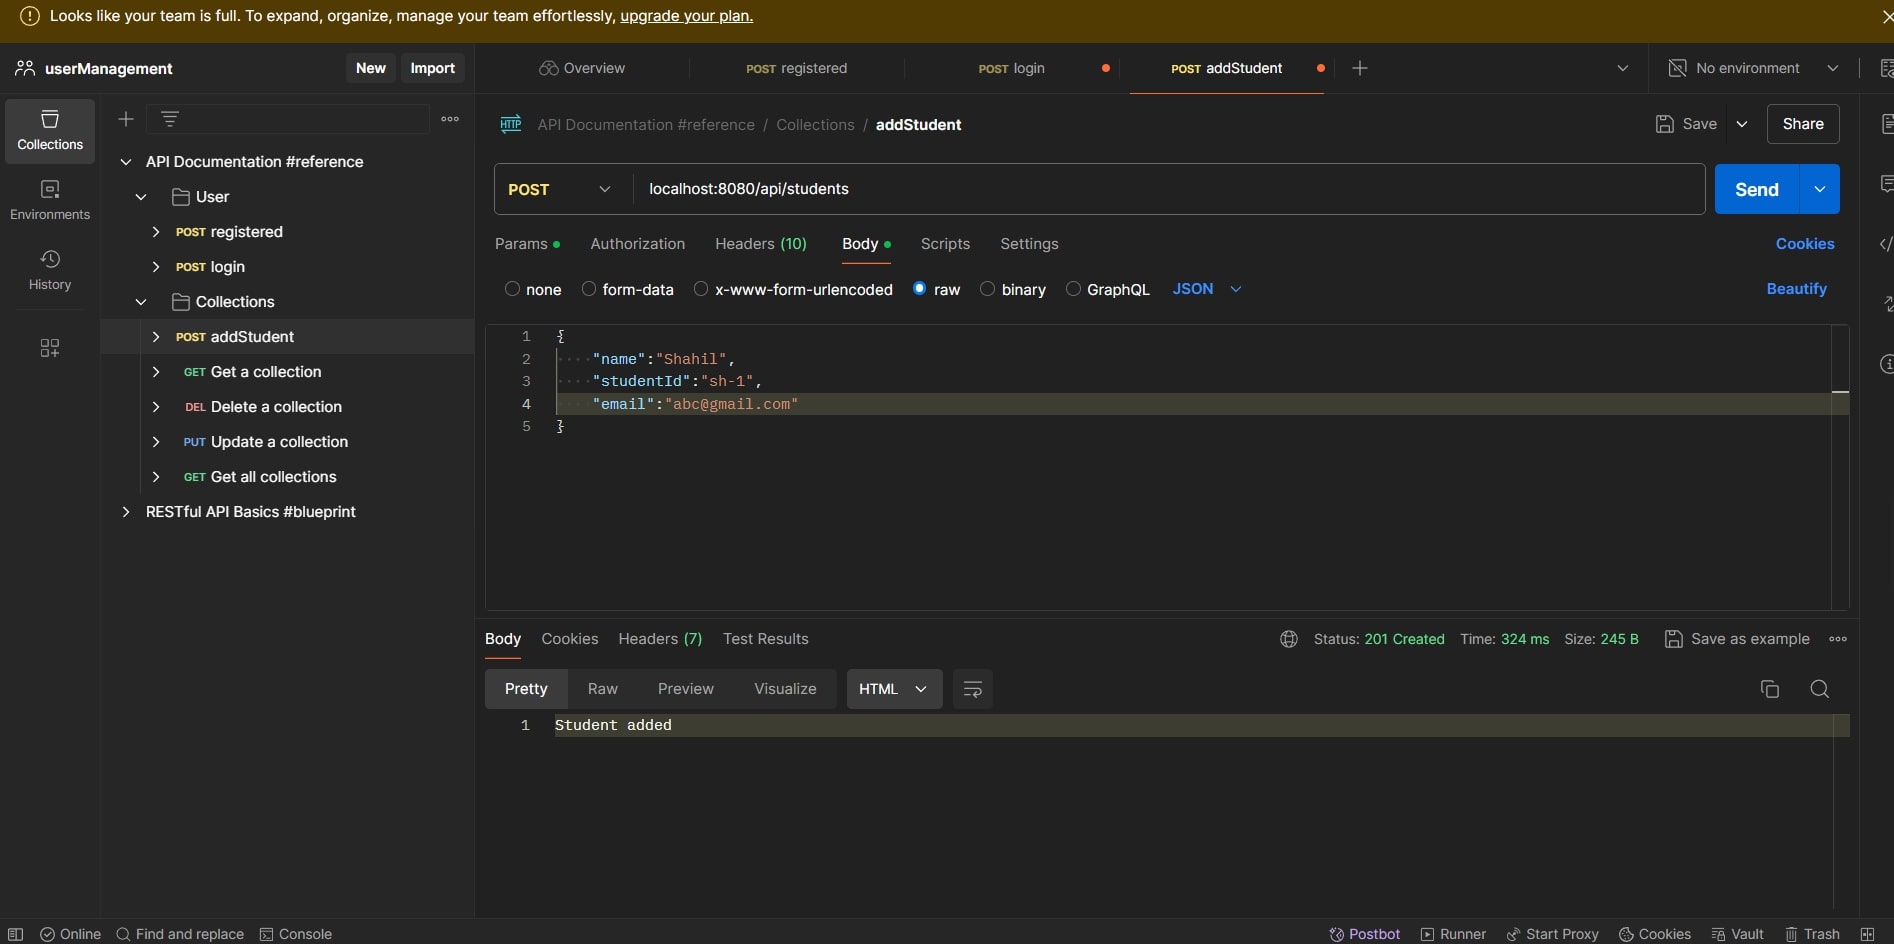 Looks like your team is full. To expand, organize, manage your team effortlessly, upgrade your plan.
userManagement New Import
Overview POST registered POST login POST addStudent No environment
Collections
Environments
History
API Documentation #reference
User
POST registered
POST login
Collections
POST addStudent
GET Get a collection
DEL Delete a collection
PUT Update a collection
GET Get all collections
RESTful API Basics #blueprint
HTTP API Documentation #reference / Collections / addStudent Save Share
POST localhost:8080/api/students Send
Params Authorization Headers (10) Body Scripts Settings Cookies
none form-data x-www-form-urlencoded raw binary GraphQL JSON Beautify
1 {
2 "name":"Shahil",
3 "studentId":"sh-1",
4 "email":"abc@gmail.com"
5 }
Body Cookies Headers (7) Test Results Status: 201 Created Time: 324 ms Size: 245 B Save as example
Pretty Raw Preview Visualize HTML
1 Student added
Online Find and replace Console Postbot Runner Start Proxy Cookies Vault Trash